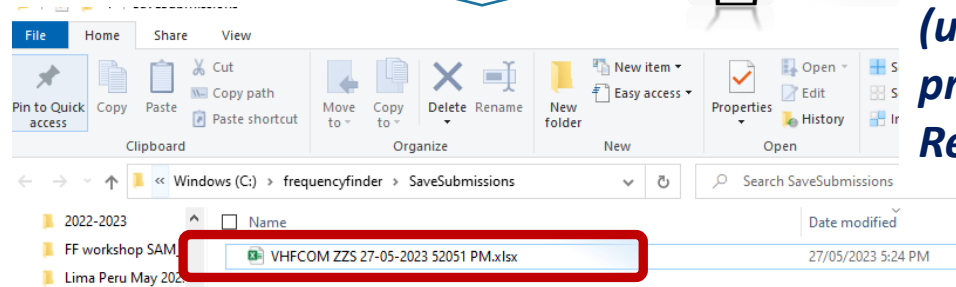 (u
File Home Share View
pr
Re
Pin to Quick access
Copy
Paste
Cut
Copy path
Paste shortcut
Move to
Copy to
Delete
Rename
New folder
New item
Easy access
Properties
Open
Edit
History
Clipboard
Organize
New
Open
« Windows (C:) › frequencyfinder › SaveSubmissions
Search SaveSubmissions
2022-2023
FF workshop SAM_
Lima Peru May 202
Name
Date modified
VHFCOM ZZS 27-05-2023 52051 PM.xlsx
27/05/2023 5:24 PM